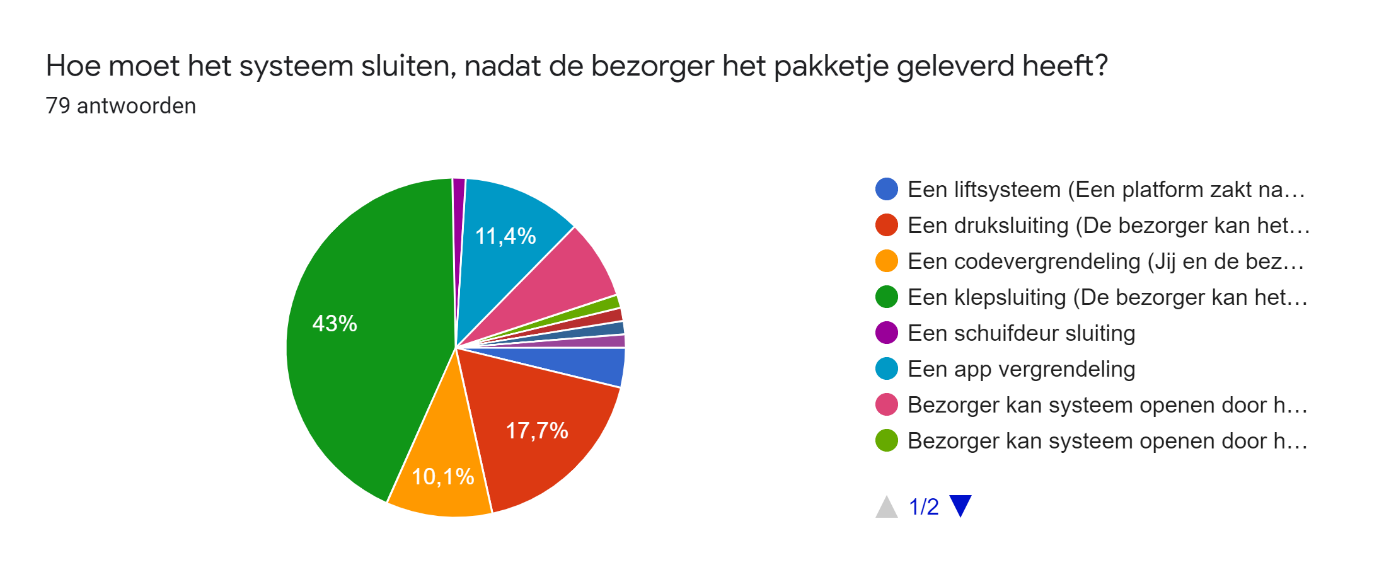 Hoe moet het systeem sluiten, nadat de bezorger het pakketje geleverd heeft?
79 antwoorden
Een liftsysteem (Een platform zakt na…
Een druksluiting (De bezorger kan het…
Een codevergrendeling (Jij en de bez…
Een klepsluiting (De bezorger kan het…
Een schuifdeur sluiting
Een app vergrendeling
Bezorger kan systeem openen door h…
Bezorger kan systeem openen door h…
1/2
11,4%
43%
17,7%
10,1%